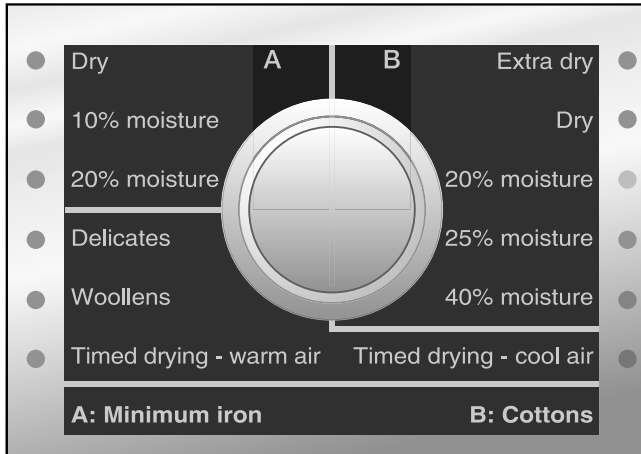 A B
Dry Extra dry
10% moisture Dry
20% moisture 20% moisture
Delicates 25% moisture
Woollens 40% moisture
Timed drying - warm air Timed drying - cool air
A: Minimum iron B: Cottons